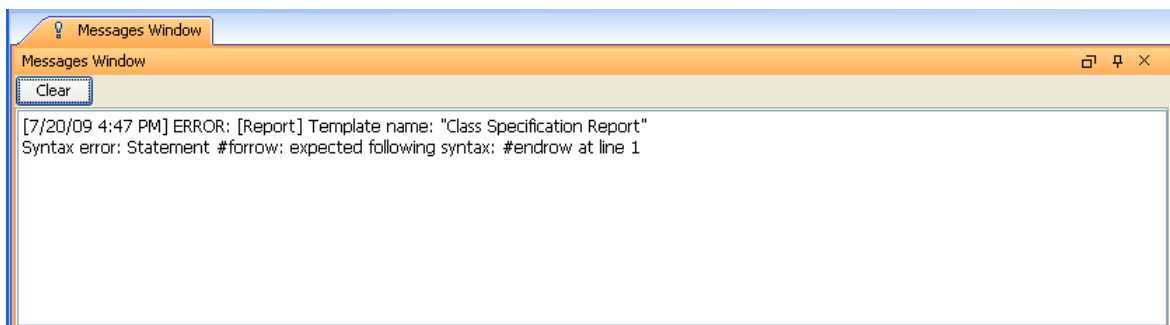 Messages Window
Messages Window
Clear
[7/20/09 4:47 PM] ERROR: [Report] Template name: "Class Specification Report"
Syntax error: Statement #forrow: expected following syntax: #endrow at line 1